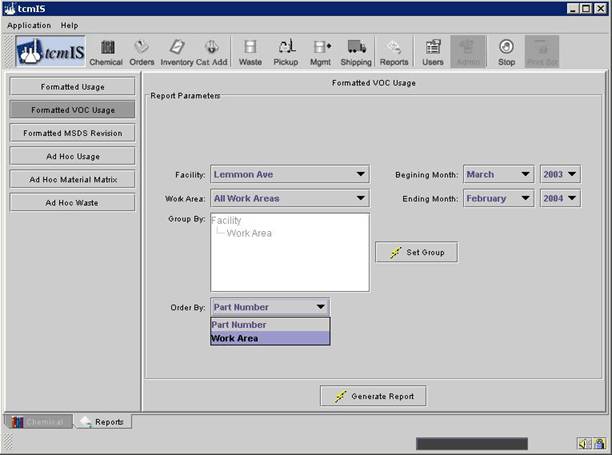 tcmIS
Application Help
tcmIS Chemical Orders Inventory Cat Add Waste Pickup Mgmt Shipping Reports Users Admin Stop Print Scr
Formatted Usage
Formatted VOC Usage
Formatted MSDS Revision
Ad Hoc Usage
Ad Hoc Material Matrix
Ad Hoc Waste
Formatted VOC Usage
Report Parameters
Facility: Lemmon Ave Begining Month: March 2003
Work Area: All Work Areas Ending Month: February 2004
Group By: Facility
Work Area
Set Group
Order By: Part Number
Part Number
Work Area
Generate Report
Chemical Reports